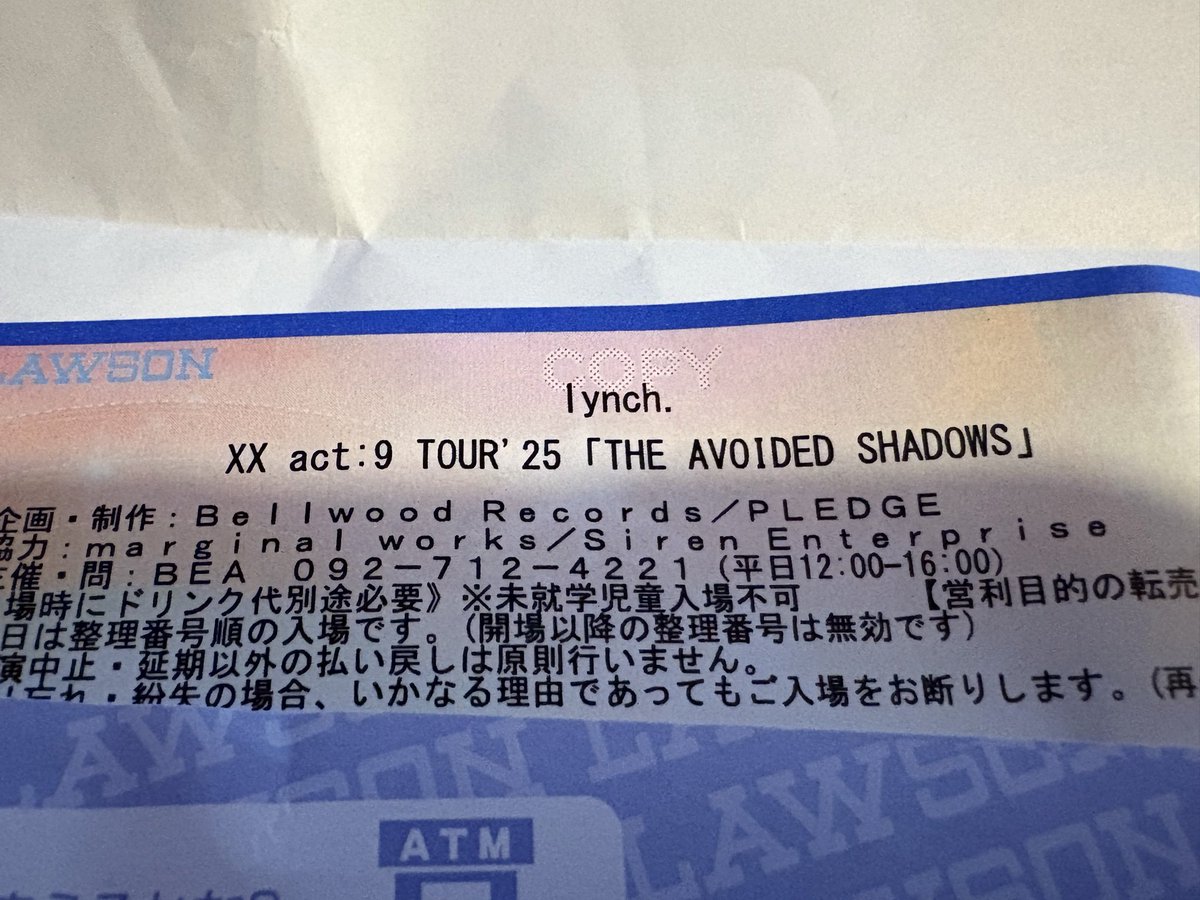 LAWSON
COPY
lynch.
XX act:9 TOUR'25「THE AVOIDED SHADOWS」
企画・制作:Bellwood Records/PLEDGE
協力:marginal works/Siren Enterprise
主催・問:BEA 092-712-4221(平日12:00-16:00)
場時にドリンク代別途必要》※未就学児童入場不可 【営利目的の転売
日は整理番号順の入場です。(開場以降の整理番号は無効です)
演中止・延期以外の払い戻しは原則行いません。
忘れ・紛失の場合、いかなる理由であってもご入場をお断りします。(再
LAWSON LAWSON
LAWSON
ATM